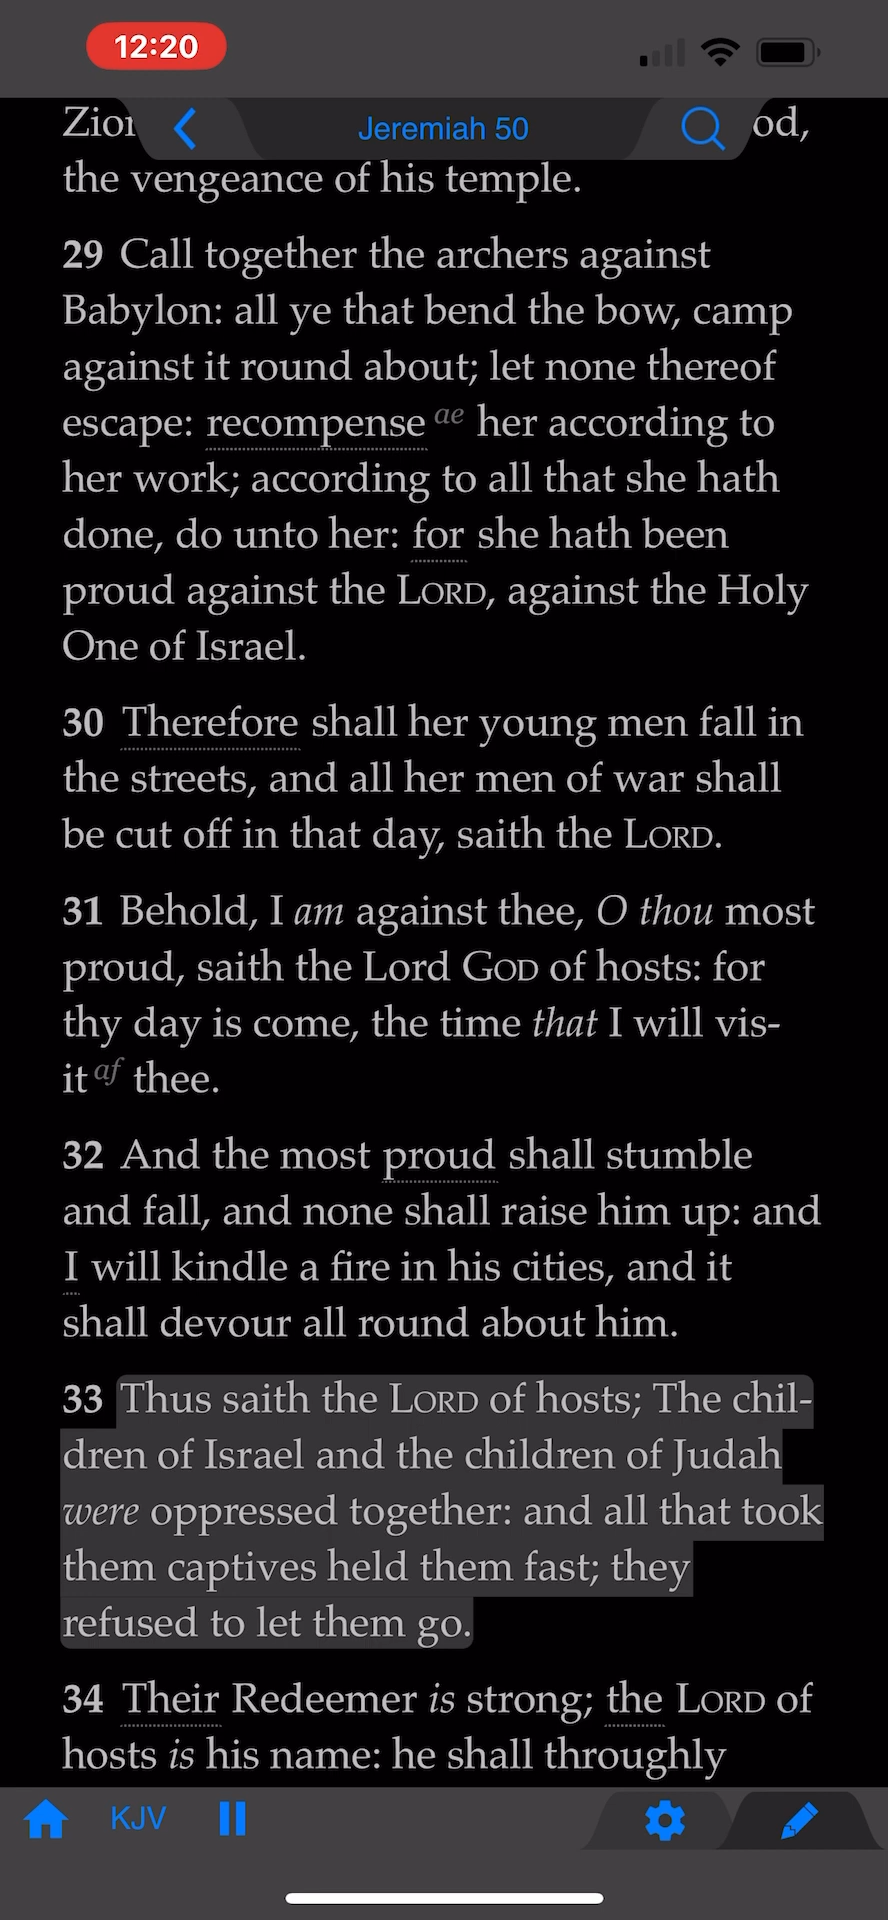 12:20
Jeremiah 50
od,
the vengeance of his temple.
29 Call together the archers against
Babylon: all ye that bend the bow, camp
against it round about; let none thereof
escape: recompense ae her according to
her work; according to all that she hath
done, do unto her: for she hath been
proud against the LORD, against the Holy
One of Israel.
30 Therefore shall her young men fall in
the streets, and all her men of war shall
be cut off in that day, saith the LORD.
31 Behold, I am against thee, O thou most
proud, saith the Lord GOD of hosts: for
thy day is come, the time that I will vis-
it af thee.
32 And the most proud shall stumble
and fall, and none shall raise him up: and
I will kindle a fire in his cities, and it
shall devour all round about him.
33 Thus saith the LORD of hosts; The chil-
dren of Israel and the children of Judah
were oppressed together: and all that took
them captives held them fast; they
refused to let them go.
34 Their Redeemer is strong; the LORD of
hosts is his name: he shall throughly
KJV